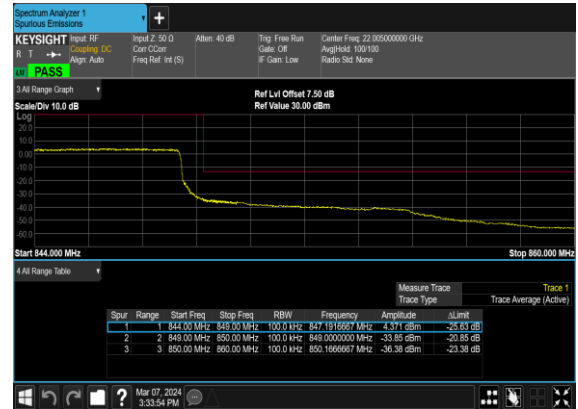 Spectrum Analyzer 1
Spurious Emissions
KEYSIGHT Input: RF Input Z: 50 Ω Atten: 40 dB Trig: Free Run Center Freq: 22.005000000 GHz
R T Coupling: DC Corr CCorr Gate: Off Avg|Hold: 100/100
Align: Auto Freq Ref: Int (S) IF Gain: Low Radio Std: None
LXI PASS
3 All Range Graph
Ref Lvl Offset 7.50 dB
Scale/Div 10.0 dB Ref Value 30.00 dBm
Log
20.0
10.0
0.00
-10.0
-20.0
-30.0
-40.0
-50.0
-60.0
Start 844.000 MHz Stop 860.000 MHz
4 All Range Table
Measure Trace Trace 1
Trace Type Trace Average (Active)
Spur Range Start Freq Stop Freq RBW Frequency Amplitude ΔLimit
1 1 844.00 MHz 849.00 MHz 100.0 kHz 847.1916667 MHz 4.371 dBm -25.63 dB
2 2 849.00 MHz 850.00 MHz 100.0 kHz 849.0000000 MHz -33.85 dBm -20.85 dB
3 3 850.00 MHz 860.00 MHz 100.0 kHz 850.1666667 MHz -36.38 dBm -23.38 dB
? Mar 07, 2024
3:33:54 PM